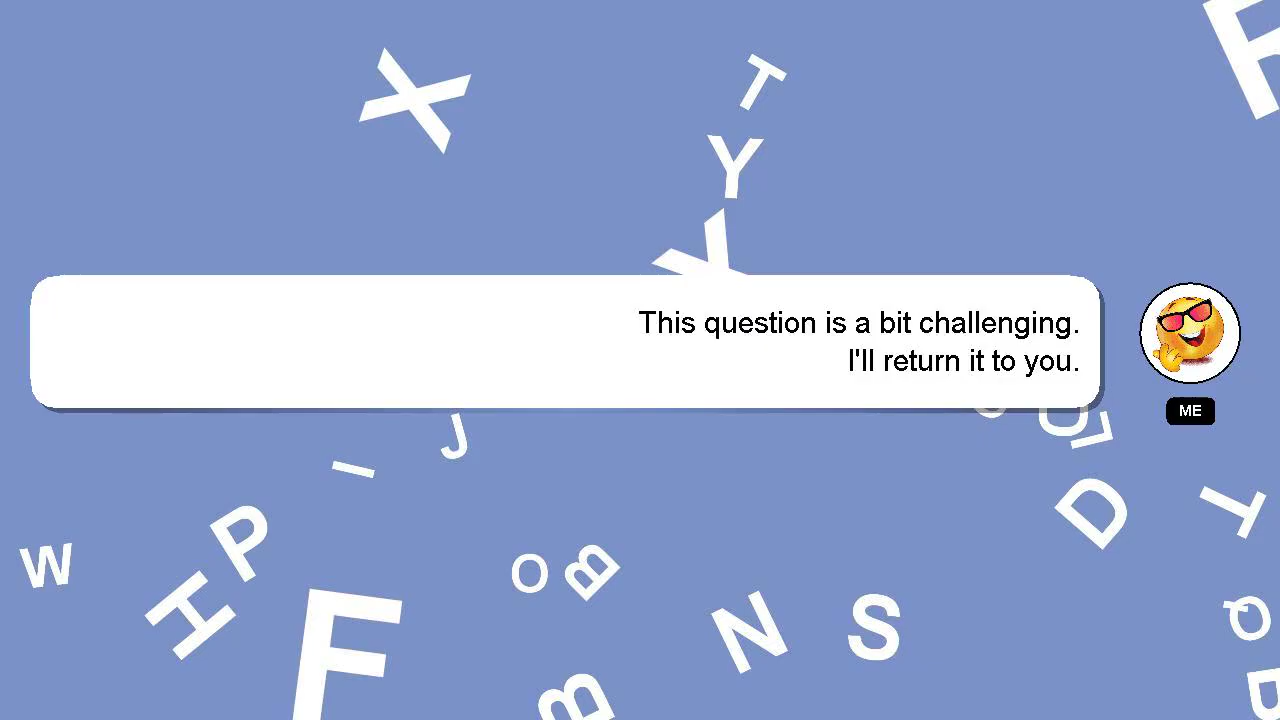 X
T
Y
This question is a bit challenging.
I'll return it to you.
ME
J
I
D
W
P
H
F
O
B
N
S
B